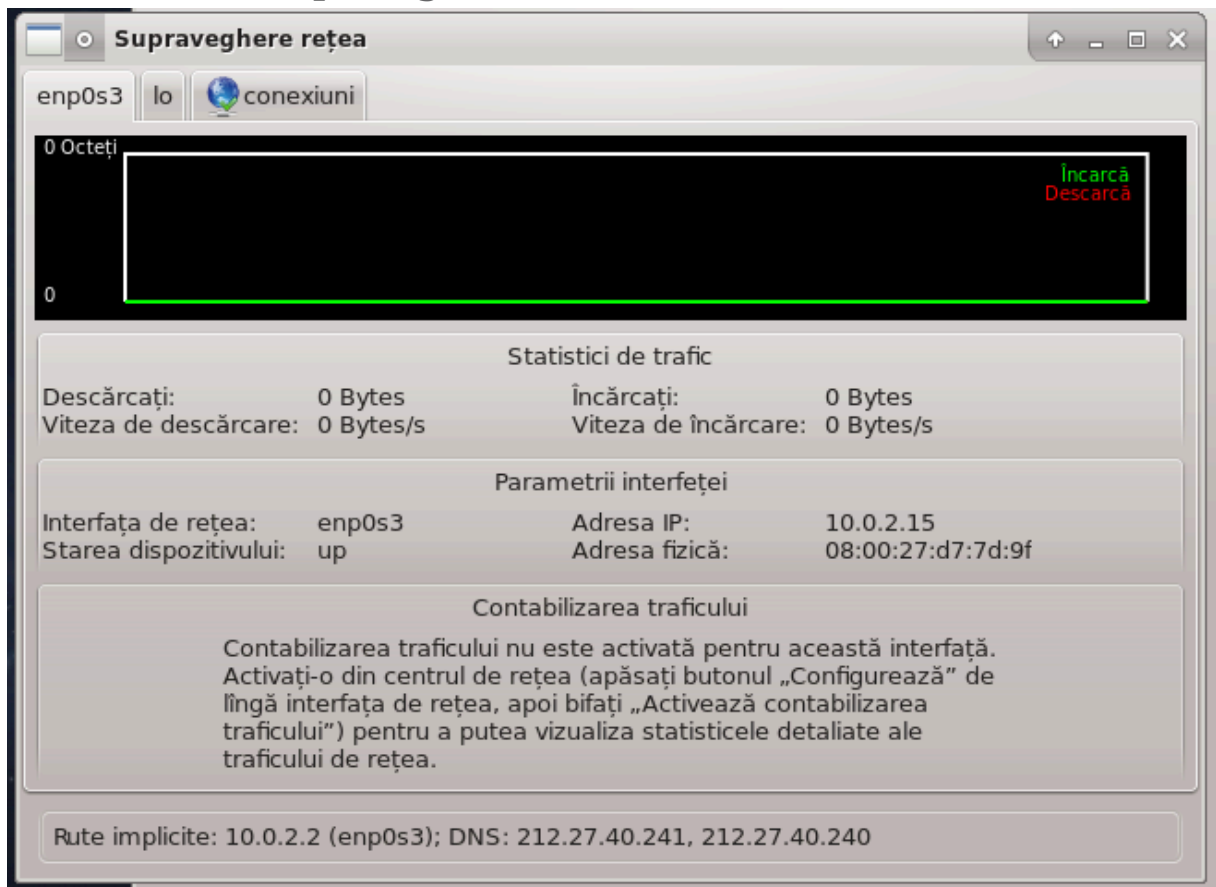 Supraveghere rețea
enp0s3 lo conexiuni
0 Octeți
Încarcă
Descarcă
0
Statistici de trafic
Descărcați: 0 Bytes Încărcați: 0 Bytes
Viteza de descărcare: 0 Bytes/s Viteza de încărcare: 0 Bytes/s
Parametrii interfeței
Interfața de rețea: enp0s3 Adresa IP: 10.0.2.15
Starea dispozitivului: up Adresa fizică: 08:00:27:d7:7d:9f
Contabilizarea traficului
Contabilizarea traficului nu este activată pentru această interfață.
Activați-o din centrul de rețea (apăsați butonul „Configurează” de
lîngă interfața de rețea, apoi bifați „Activează contabilizarea
traficului”) pentru a putea vizualiza statisticele detaliate ale
traficului de rețea.
Rute implicite: 10.0.2.2 (enp0s3); DNS: 212.27.40.241, 212.27.40.240